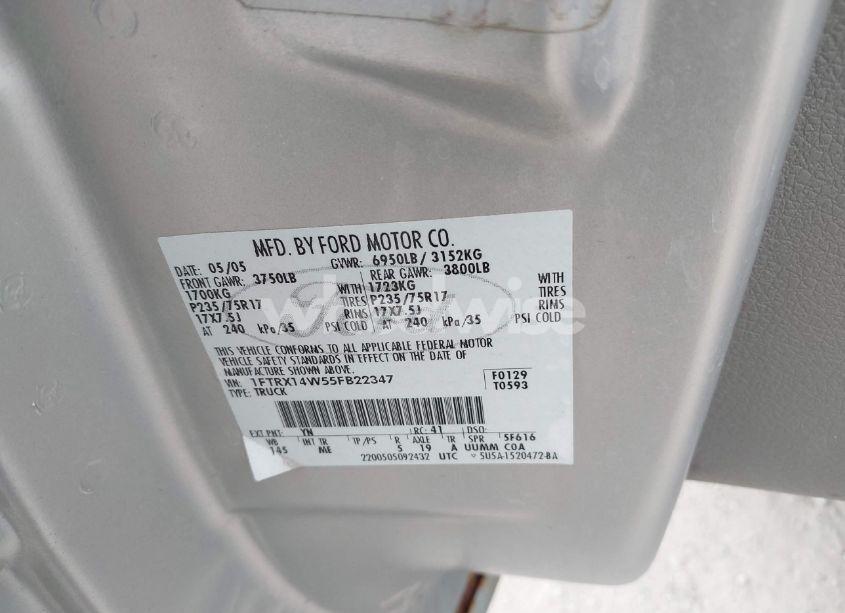 MFD. BY FORD MOTOR CO.
DATE: 05/05 GVWR: 6950LB/ 3152KG
FRONT GAWR: 3750LB REAR GAWR: 3800LB
1700KG WITH 1723KG WITH
P235/75R17 TIRES P235/75R17 TIRES
17X7.5J RIMS 17X7.5J RIMS
AT 240 kPa/35 PSI COLD AT 240 kPa/35 PSI COLD
THIS VEHICLE CONFORMS TO ALL APPLICABLE FEDERAL MOTOR
VEHICLE SAFETY STANDARDS IN EFFECT ON THE DATE OF
MANUFACTURE SHOWN ABOVE.
VIN: 1FTRX14W55FB22347 F0129
TYPE: TRUCK T0593
EXT PNT: YN RC: 41 DSO:
WB INT TR TP/PS R AXLE TR SPR 5F616
145 ME 5 19 A UUMM COA
2200505092432 UTC 5U5A-1520472-BA